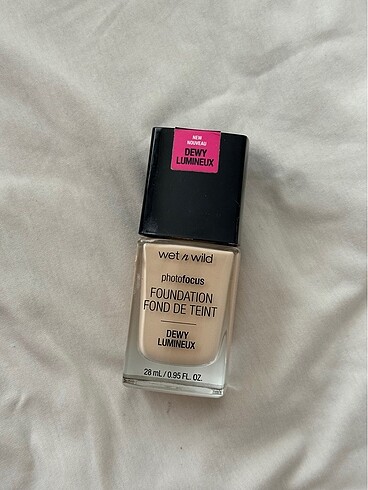 NEW
NOUVEAU
DEWY
LUMINEUX
wet n wild
photofocus
FOUNDATION
FOND DE TEINT
DEWY
LUMINEUX
28 mL / 0.95 FL. OZ.